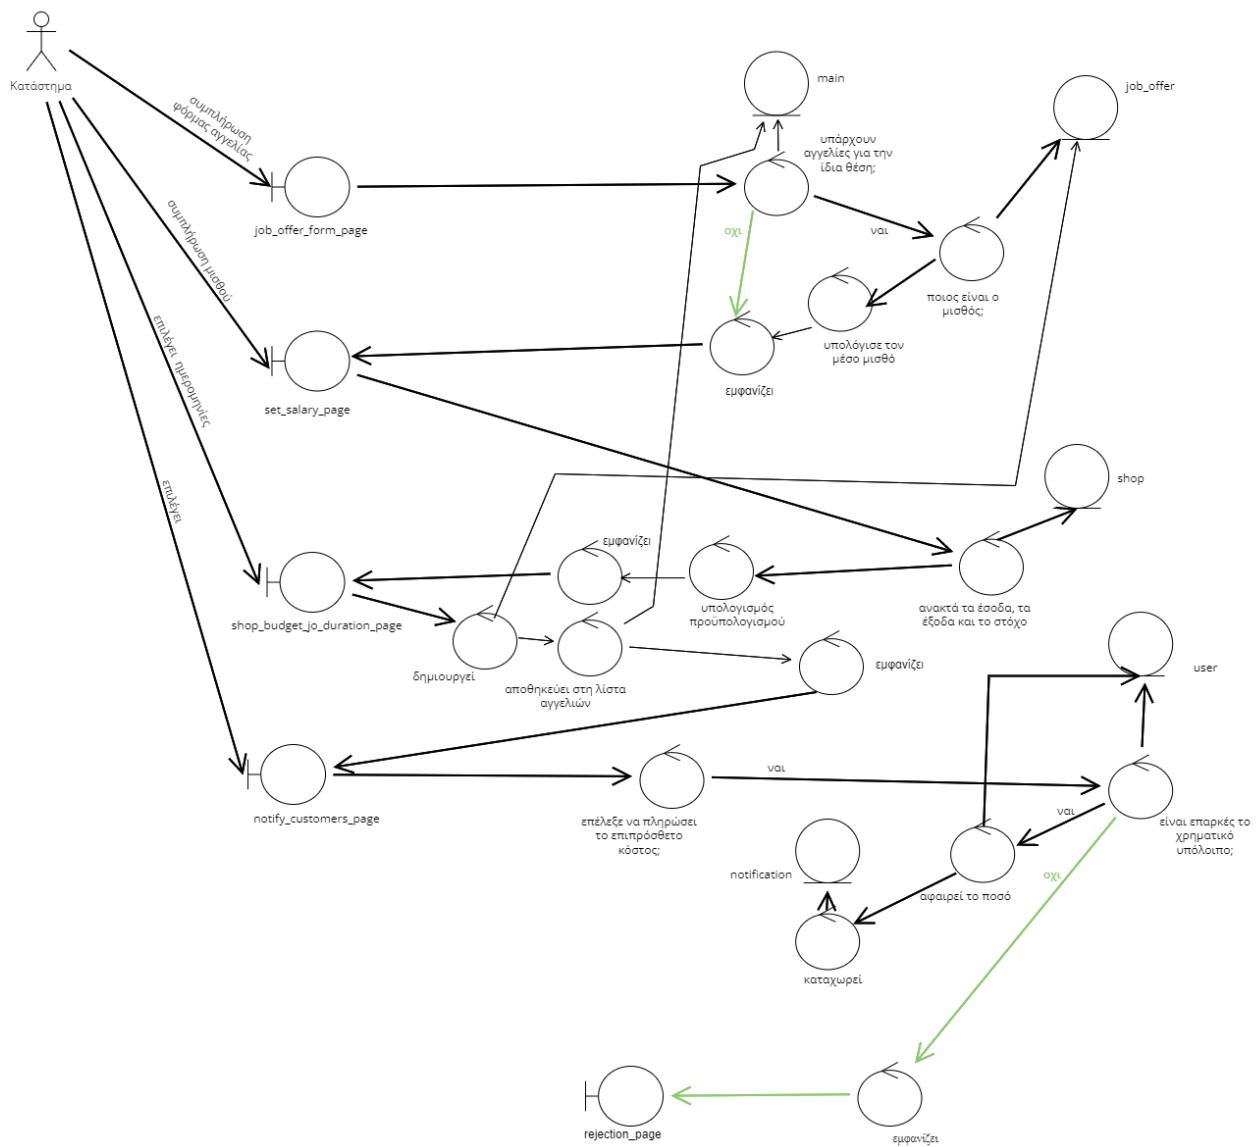 Κατάστημα
main
job_offer
συμπλήρωση
φόρμας αγγελίας
υπάρχουν
αγγελίες για την
ίδια θέση;
job_offer_form_page
οχι
ναι
συμπλήρωση μισθού
ποιος είναι ο
μισθός;
υπολόγισε τον
μέσο μισθό
επιλέγει ημερομηνίες
εμφανίζει
set_salary_page
shop
επιλέγει
εμφανίζει
υπολογισμός
προϋπολογισμού
ανακτά τα έσοδα, τα
έξοδα και το στόχο
shop_budget_jo_duration_page
δημιουργεί
αποθηκεύει στη λίστα
αγγελιών
εμφανίζει
user
ναι
notify_customers_page
επέλεξε να πληρώσει
το επιπρόσθετο
κόστος;
ναι
είναι επαρκές το
χρηματικό
υπόλοιπο;
notification
οχι
αφαιρεί το ποσό
καταχωρεί
rejection_page
εμφανίζει